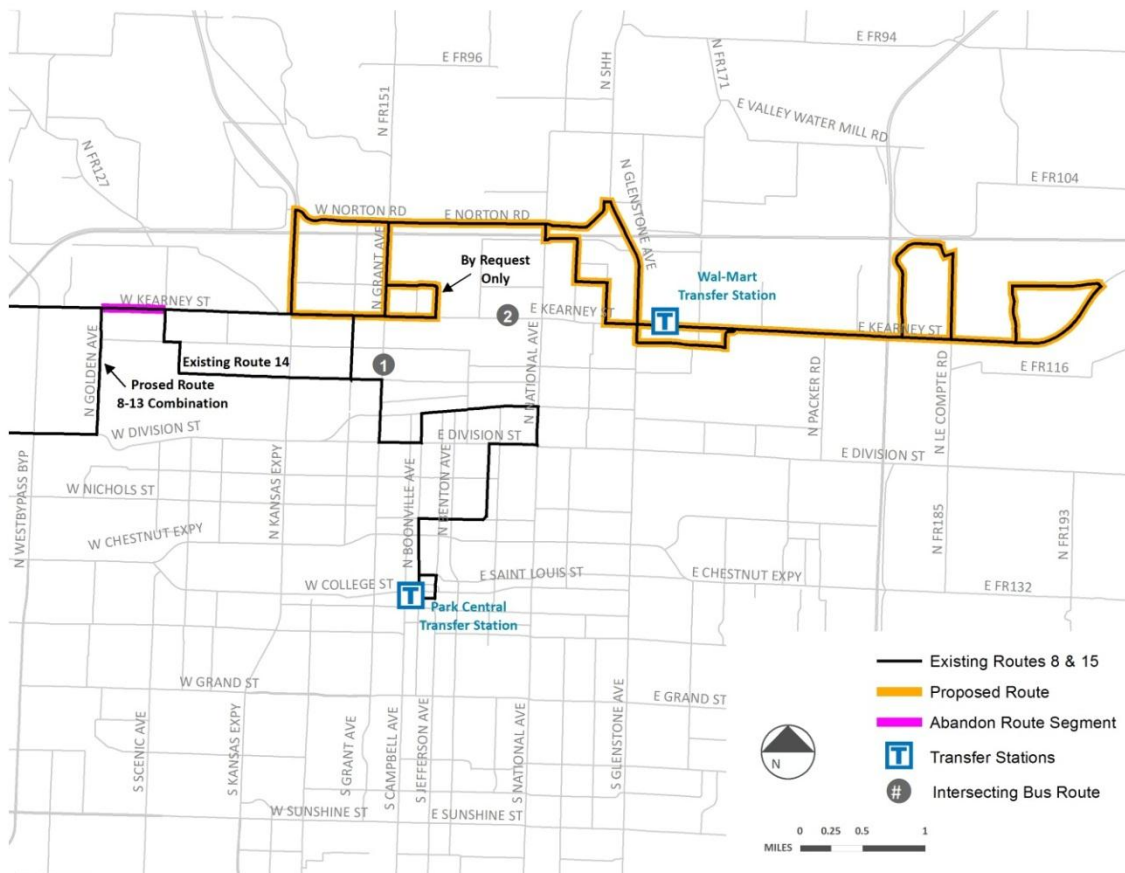 E FR94
E FR96
N SHH
N FR171
N FR151
E VALLEY WATER MILL RD
N FR127
N GLENSTONE AVE
E FR104
W NORTON RD
E NORTON RD
N GRANT AVE
By Request
Only
Wal-Mart
Transfer Station
T
W KEARNEY ST
2
E KEARNEY ST
E KEARNEY ST
N GOLDEN AVE
Existing Route 14
1
N NATIONAL AVE
Prosed Route
8-13 Combination
N PACKER RD
N LE COMPTE RD
E FR116
W DIVISION ST
E DIVISION ST
E DIVISION ST
N WESTBYPASS BYP
W NICHOLS ST
N KANSAS EXPY
N BOONVILLE AVE
N BENTON AVE
W CHESTNUT EXPY
N FR185
N FR193
W COLLEGE ST
E SAINT LOUIS ST
E CHESTNUT EXPY
E FR132
T
Park Central
Transfer Station
W GRAND ST
E GRAND ST
S SCENIC AVE
S KANSAS EXPY
S GRANT AVE
S CAMPBELL AVE
S JEFFERSON AVE
S NATIONAL AVE
S GLENSTONE AVE
W SUNSHINE ST
E SUNSHINE ST
Existing Routes 8 & 15
Proposed Route
Abandon Route Segment
T Transfer Stations
# Intersecting Bus Route
N
0 0.25 0.5 1
MILES